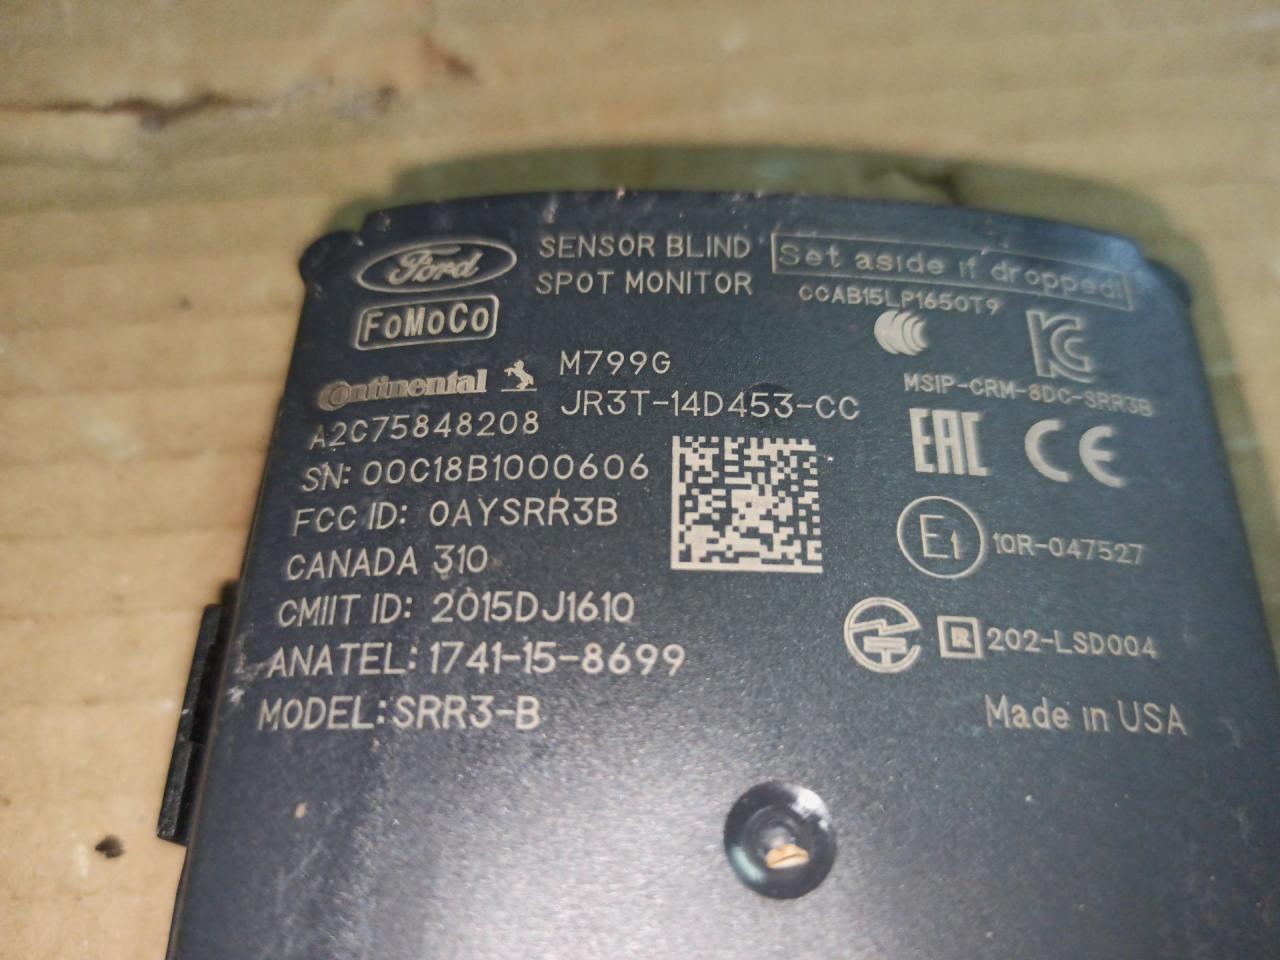 Ford
SENSOR BLIND
SPOT MONITOR
Set aside if dropped!
FoMoCo
CCAB15LP1650T9
Continental
M799G
KC
MSIP-CRM-8DC-SRR3B
A2C75848208
JR3T-14D453-CC
SN: 00C18B1000606
EAC CE
FCC ID: OAYSRR3B
E1 10R-047527
CANADA 310
CMIIT ID: 2015DJ1610
R 202-LSD004
ANATEL: 1741-15-8699
MODEL: SRR3-B
Made in USA